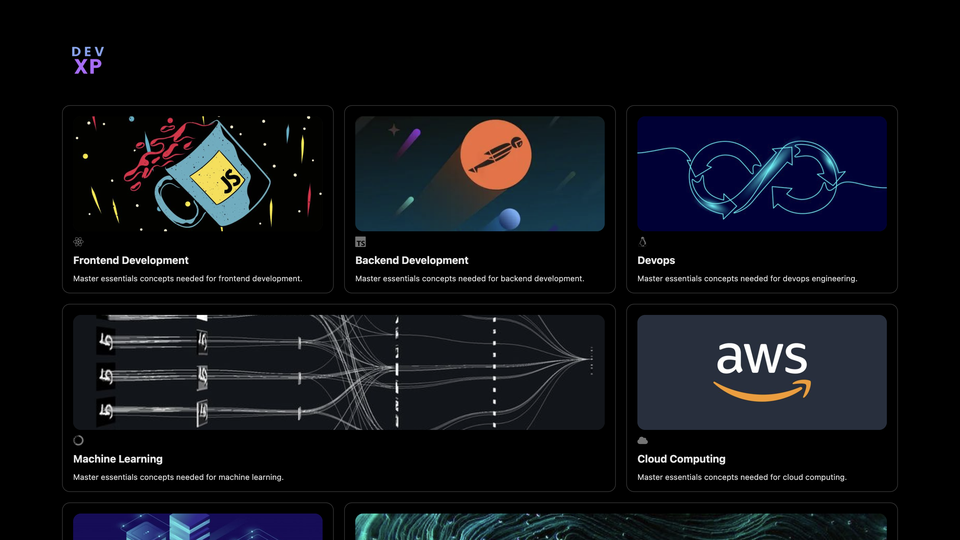 DEV
XP
JS
Frontend Development
Master essentials concepts needed for frontend development.
TS
Backend Development
Master essentials concepts needed for backend development.
Devops
Master essentials concepts needed for devops engineering.
Machine Learning
Master essentials concepts needed for machine learning.
aws
Cloud Computing
Master essentials concepts needed for cloud computing.